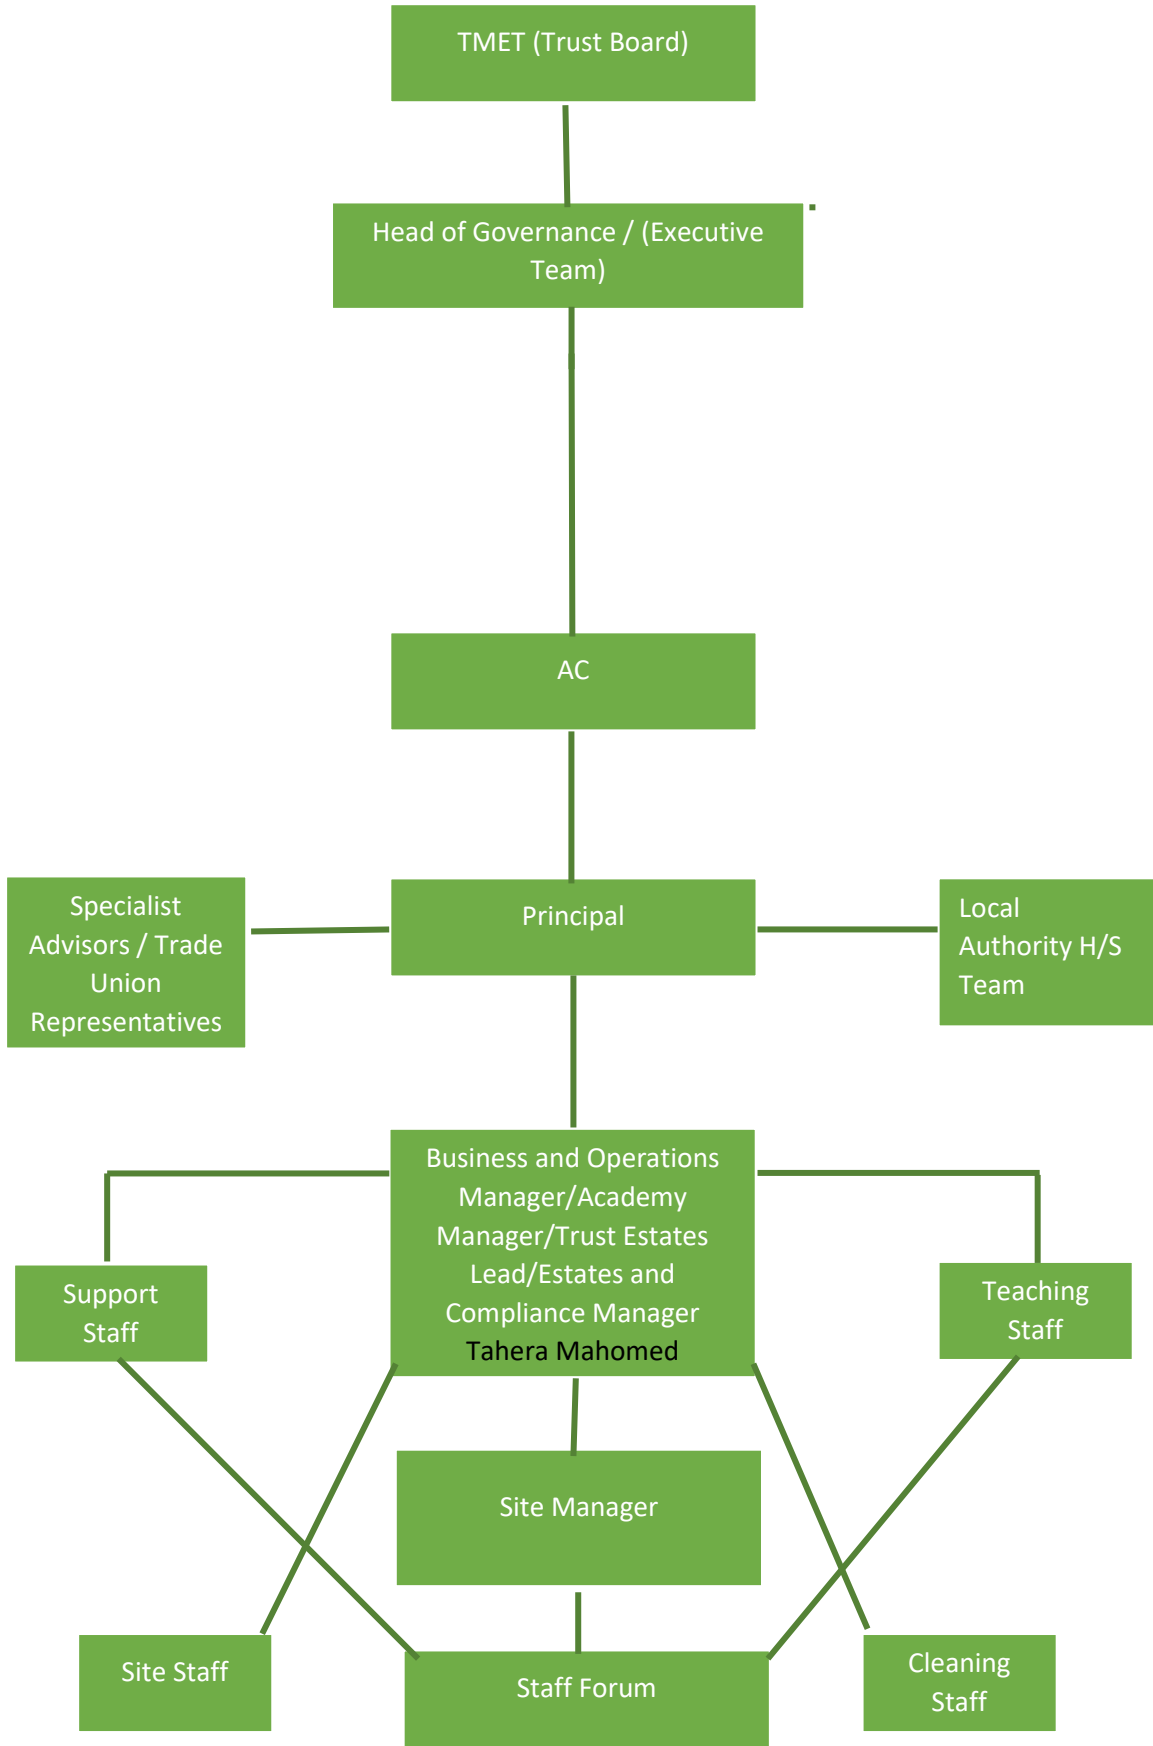 TMET (Trust Board)
Head of Governance / (Executive
Team)
AC
Specialist
Advisors / Trade
Union
Representatives
Principal
Local
Authority H/S
Team
Business and Operations
Manager/Academy
Manager/Trust Estates
Lead/Estates and
Compliance Manager
Tahera Mahomed
Support
Staff
Teaching
Staff
Site Manager
Site Staff
Staff Forum
Cleaning
Staff